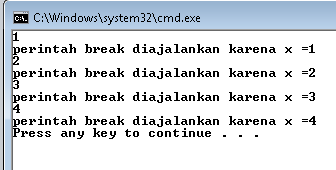 C:\Windows\system32\cmd.exe
1
perintah break diajalankan karena x =1
2
perintah break diajalankan karena x =2
3
perintah break diajalankan karena x =3
4
perintah break diajalankan karena x =4
Press any key to continue . . .